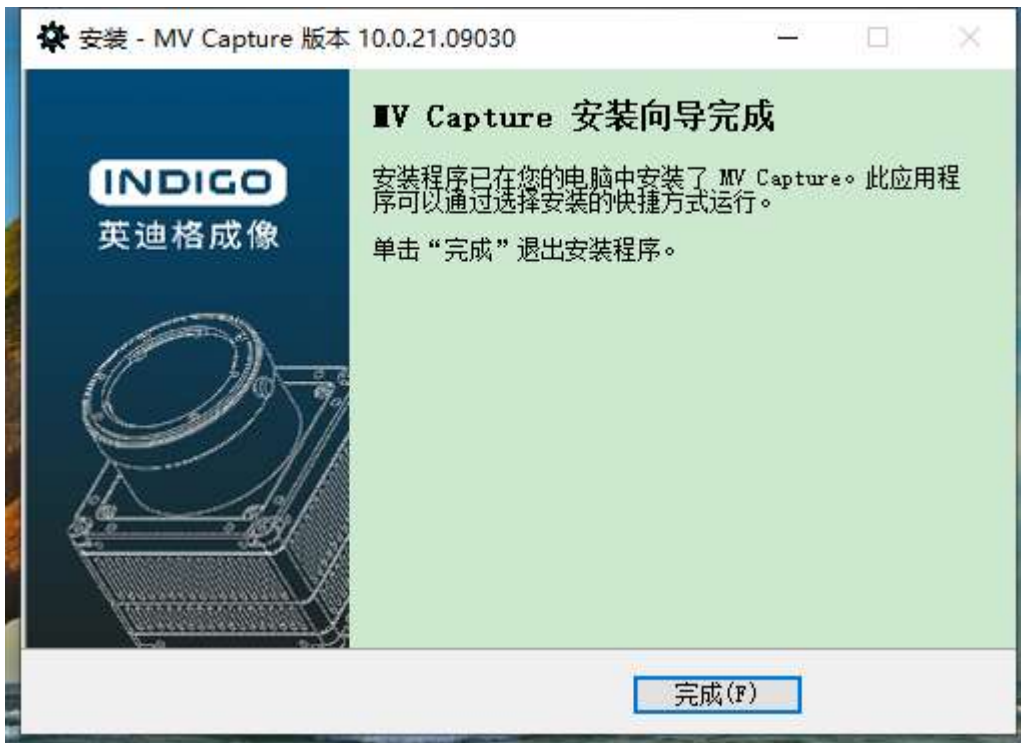 安装 - MV Capture 版本 10.0.21.09030
INDIGO
英迪格成像
MV Capture 安装向导完成
安装程序已在您的电脑中安装了 MV Capture。此应用程
序可以通过选择安装的快捷方式运行。
单击“完成”退出安装程序。
完成(F)